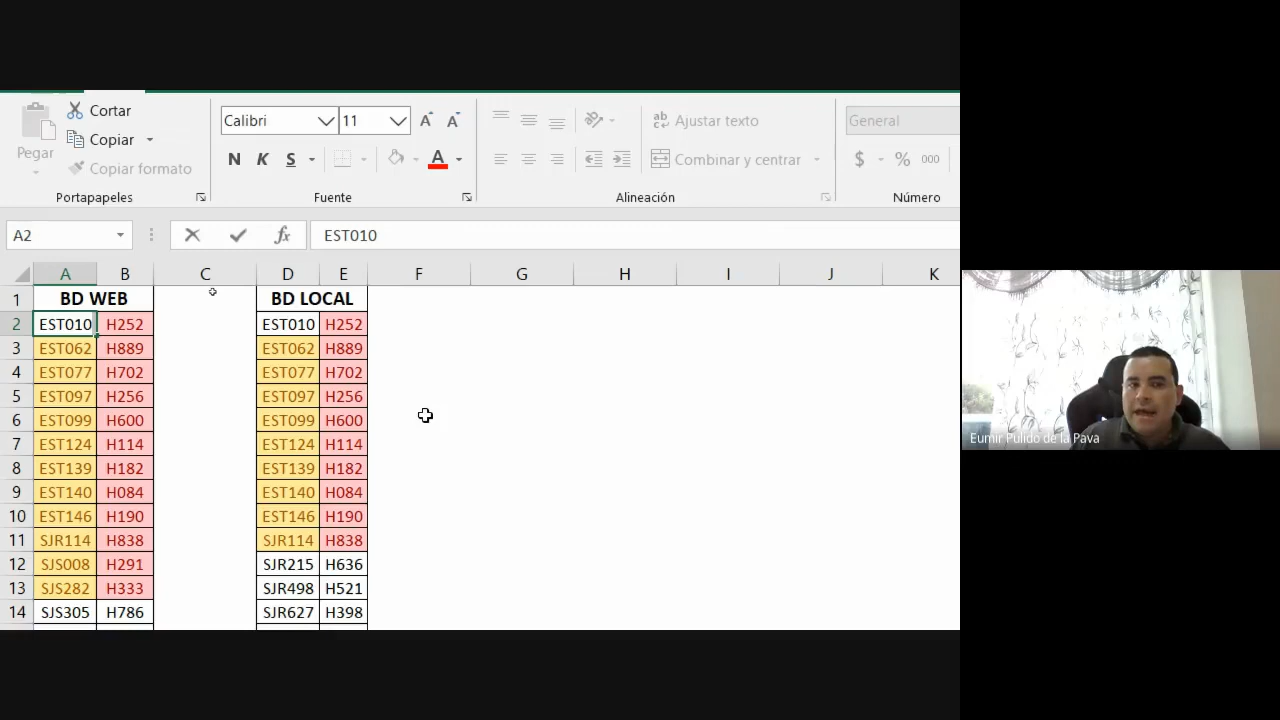 Cortar
Pegar
Copiar
Copiar formato
Portapapeles
Calibri 11 A A
N K S A
Fuente
ab c Ajustar texto
Combinar y centrar
Alineación
General
$ % 000
Número
A2 fx EST010
A B C D E F G H I J K
1 BD WEB BD LOCAL
2 EST010 H252 EST010 H252
3 EST062 H889 EST062 H889
4 EST077 H702 EST077 H702
5 EST097 H256 EST097 H256
6 EST099 H600 EST099 H600
7 EST124 H114 EST124 H114
8 EST139 H182 EST139 H182
9 EST140 H084 EST140 H084
10 EST146 H190 EST146 H190
11 SJR114 H838 SJR114 H838
12 SJS008 H291 SJR215 H636
13 SJS282 H333 SJR498 H521
14 SJS305 H786 SJR627 H398
Eumir Pulido de la Pava